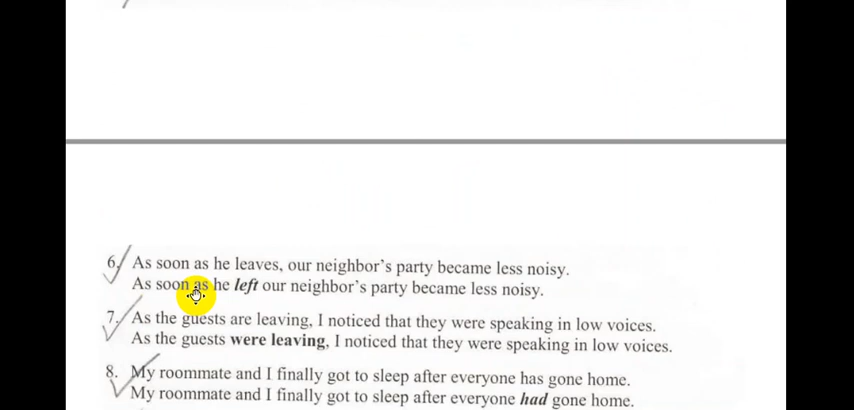 6. As soon as he leaves, our neighbor's party became less noisy.
As soon as he left our neighbor's party became less noisy.
7. As the guests are leaving, I noticed that they were speaking in low voices.
As the guests were leaving, I noticed that they were speaking in low voices.
8. My roommate and I finally got to sleep after everyone has gone home.
My roommate and I finally got to sleep after everyone had gone home.